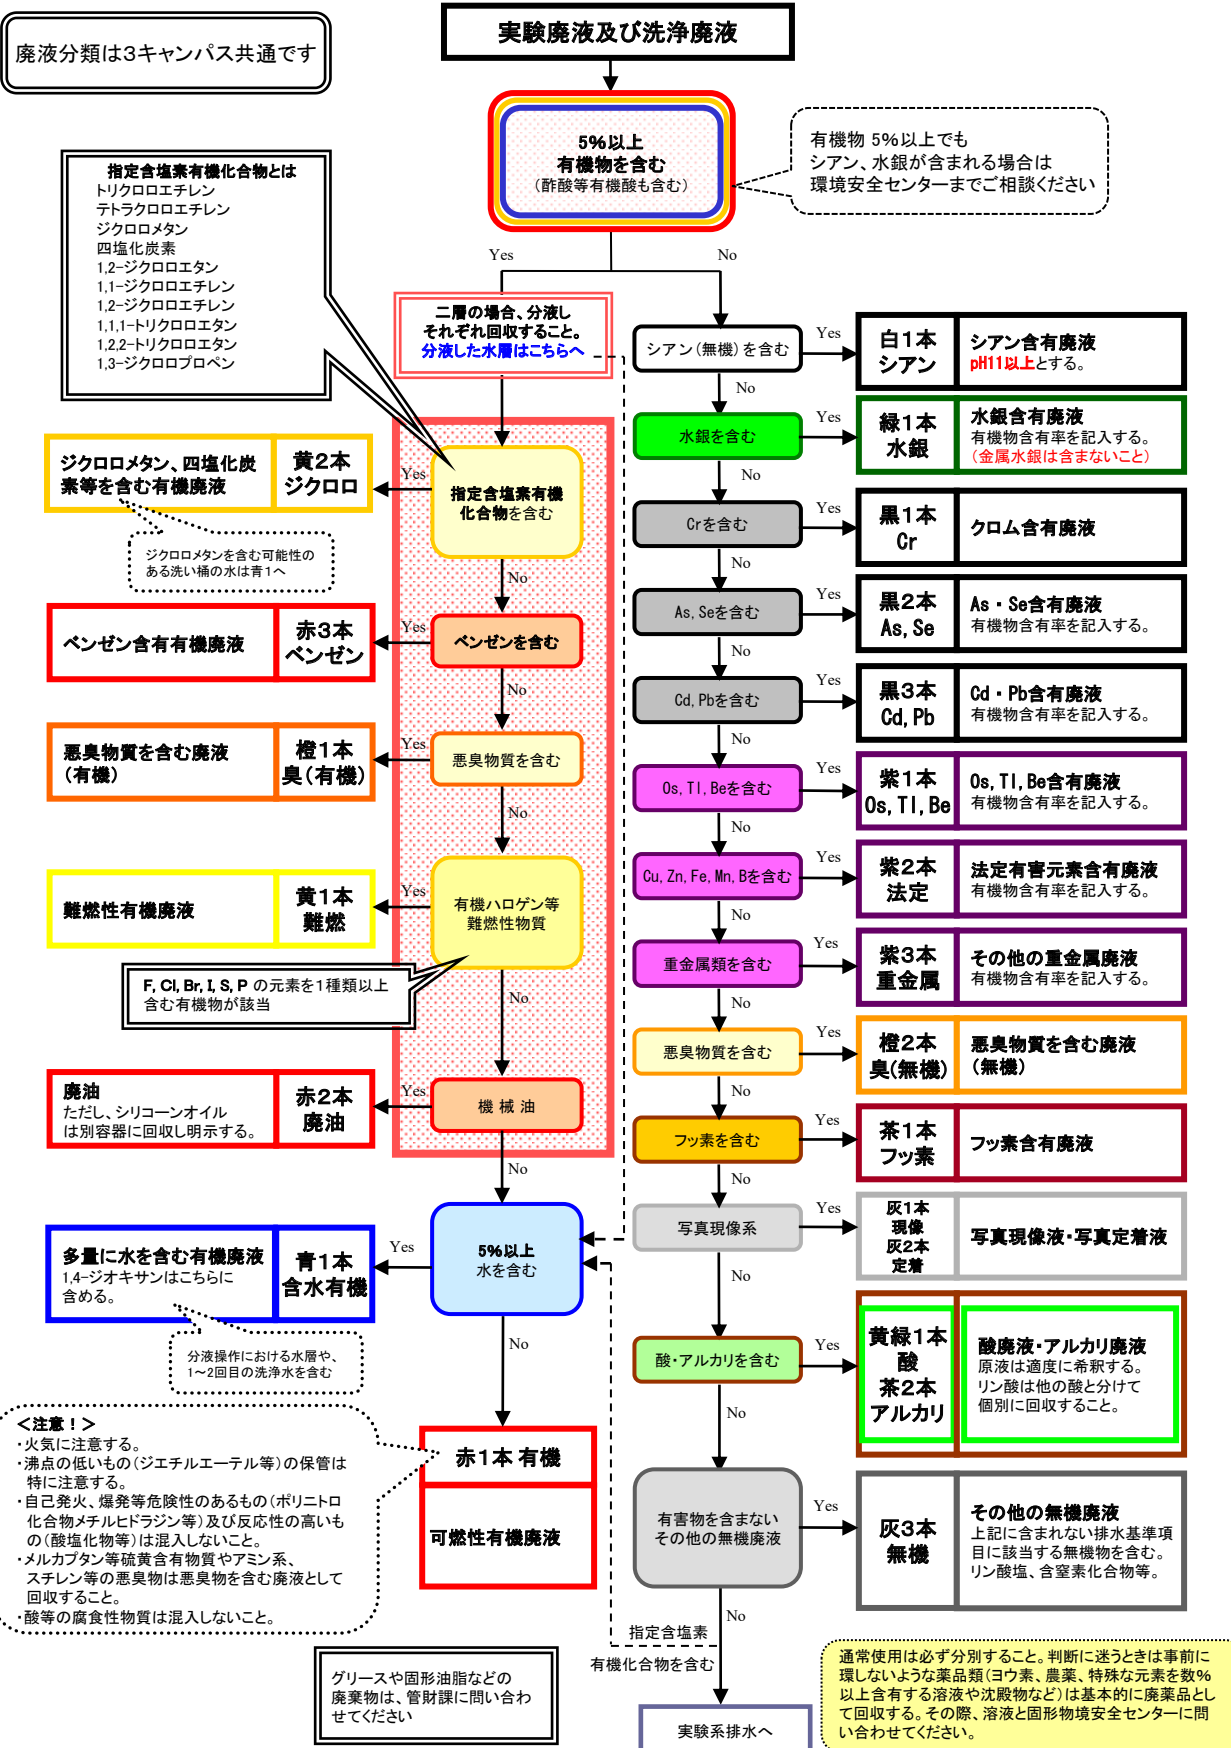 廃液分類は3キャンパス共通です
実験廃液及び洗浄廃液
5%以上
有機物を含む
（酢酸等有機酸も含む）
有機物 5%以上でも
シアン、水銀が含まれる場合は
環境安全センターまでご相談ください
指定含塩素有機化合物とは
トリクロロエチレン
テトラクロロエチレン
ジクロロメタン
四塩化炭素
1,2-ジクロロエタン
1,1-ジクロロエチレン
1,2-ジクロロエチレン
1,1,1-トリクロロエタン
1,2,2-トリクロロエタン
1,3-ジクロロプロペン
Yes
No
二層の場合、分液し
それぞれ回収すること。
分液した水層はこちらへ
シアン（無機）を含む
Yes
白1本
シアン
シアン含有廃液
pH11以上とする。
No
水銀を含む
Yes
緑1本
水銀
水銀含有廃液
有機物含有率を記入する。
（金属水銀は含まないこと）
No
Crを含む
Yes
黒1本
Cr
クロム含有廃液
No
As,Seを含む
Yes
黒2本
As,Se
As・Se含有廃液
有機物含有率を記入する。
No
Cd,Pbを含む
Yes
黒3本
Cd,Pb
Cd・Pb含有廃液
有機物含有率を記入する。
No
Os,Tl,Beを含む
Yes
紫1本
Os,Tl,Be
Os,Tl,Be含有廃液
有機物含有率を記入する。
No
Cu,Zn,Fe,Mn,Bを含む
Yes
紫2本
法定
法定有害元素含有廃液
有機物含有率を記入する。
No
重金属類を含む
Yes
紫3本
重金属
その他の重金属廃液
有機物含有率を記入する。
No
悪臭物質を含む
Yes
橙2本
臭(無機)
悪臭物質を含む廃液
(無機)
No
フッ素を含む
Yes
茶1本
フッ素
フッ素含有廃液
No
写真現像系
Yes
灰1本
現像
灰2本
定着
写真現像液・写真定着液
No
酸・アルカリを含む
Yes
黄緑1本
酸
茶2本
アルカリ
酸廃液・アルカリ廃液
原液は適度に希釈する。
リン酸は他の酸と分けて
個別に回収すること。
No
有害物を含まない
その他の無機廃液
Yes
灰3本
無機
その他の無機廃液
上記に含まれない排水基準項
目に該当する無機物を含む。
リン酸塩、含窒素化合物等。
No
指定含塩素
有機化合物を含む
実験系排水へ
指定含塩素有機
化合物を含む
Yes
黄2本
ジクロロ
ジクロロメタン、四塩化炭
素等を含む有機廃液
ジクロロメタンを含む可能性の
ある洗い桶の水は青1へ
No
ベンゼンを含む
Yes
赤3本
ベンゼン
ベンゼン含有有機廃液
No
悪臭物質を含む
Yes
橙1本
臭(有機)
悪臭物質を含む廃液
(有機)
No
有機ハロゲン等
難燃性物質
Yes
黄1本
難燃
難燃性有機廃液
F, Cl, Br, I, S, P の元素を1種類以上
含む有機物が該当
No
機械油
Yes
赤2本
廃油
廃油
ただし、シリコーンオイル
は別容器に回収し明示する。
No
5%以上
水を含む
Yes
青1本
含水有機
多量に水を含む有機廃液
1,4-ジオキサンはこちらに
含める。
分液操作における水層や、
1～2回目の洗浄水を含む
No
赤1本 有機
可燃性有機廃液
＜注意！＞
・火気に注意する。
・沸点の低いもの（ジエチルエーテル等）の保管は
特に注意する。
・自己発火、爆発等危険性のあるもの（ポリニトロ
化合物メチルヒドラジン等）及び反応性の高いも
の（酸塩化物等）は混入しないこと。
・メルカプタン等硫黄含有物質やアミン系、
スチレン等の悪臭物は悪臭物を含む廃液として
回収すること。
・酸等の腐食性物質は混入しないこと。
グリースや固形油脂などの
廃棄物は、管財課に問い合わ
せてください
通常使用は必ず分別すること。判断に迷うときは事前に
環しないような薬品類（ヨウ素、農薬、特殊な元素を数%
以上含有する溶液や沈殿物など）は基本的に廃薬品とし
て回収する。その際、溶液と固形物境安全センターに問
い合わせてください。